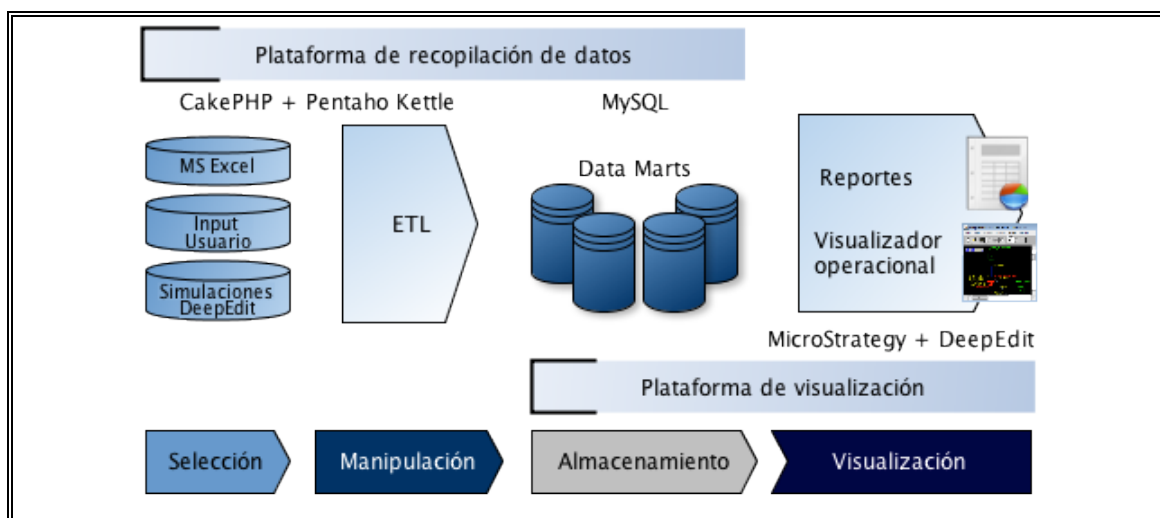 Plataforma de recopilación de datos
CakePHP + Pentaho Kettle
MySQL
MS Excel
Input
Usuario
Simulaciones
DeepEdit
ETL
Data Marts
Reportes
Visualizador
operacional
MicroStrategy + DeepEdit
Plataforma de visualización
Selección
Manipulación
Almacenamiento
Visualización